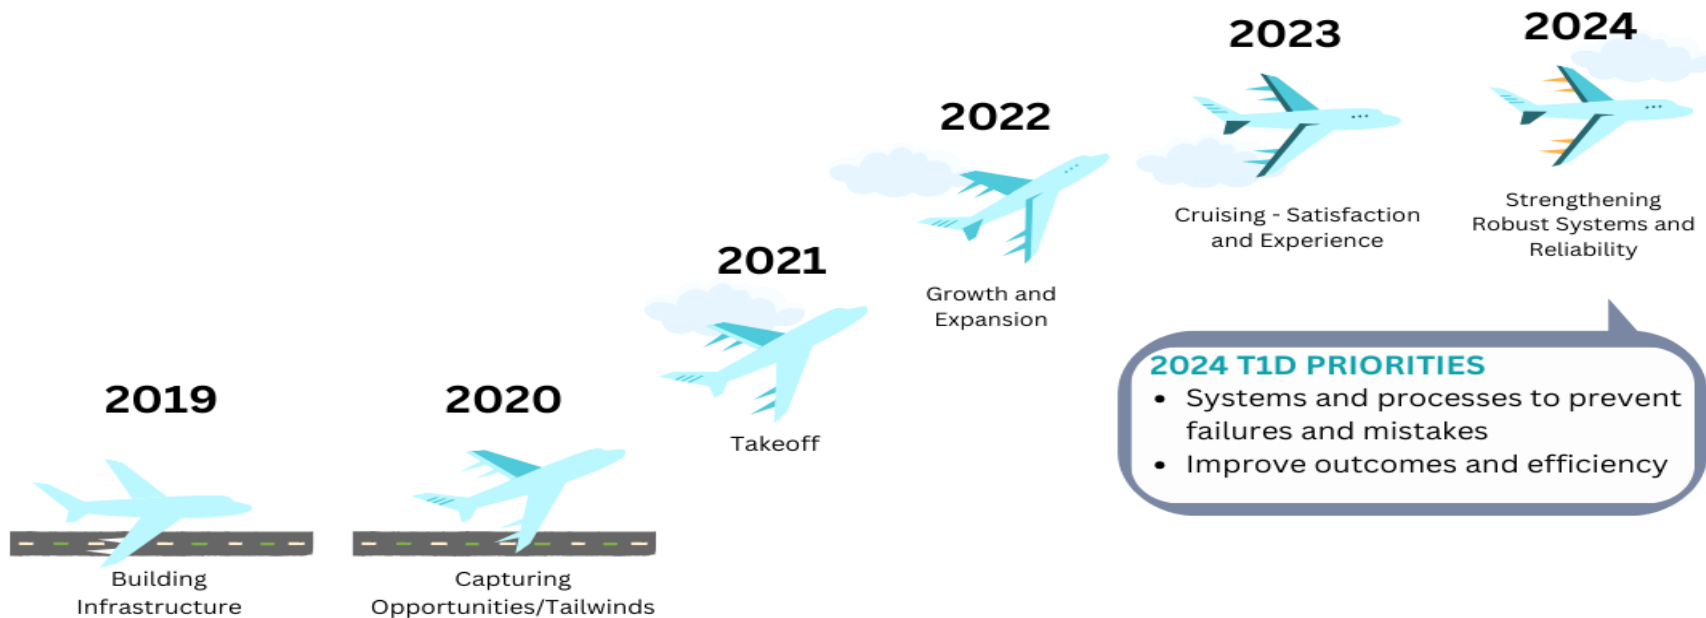 2019
Building
Infrastructure
2020
Capturing
Opportunities/Tailwinds
2021
Takeoff
2022
Growth and
Expansion
2023
Cruising - Satisfaction
and Experience
2024
Strengthening
Robust Systems and
Reliability
2024 T1D PRIORITIES
• Systems and processes to prevent
failures and mistakes
• Improve outcomes and efficiency